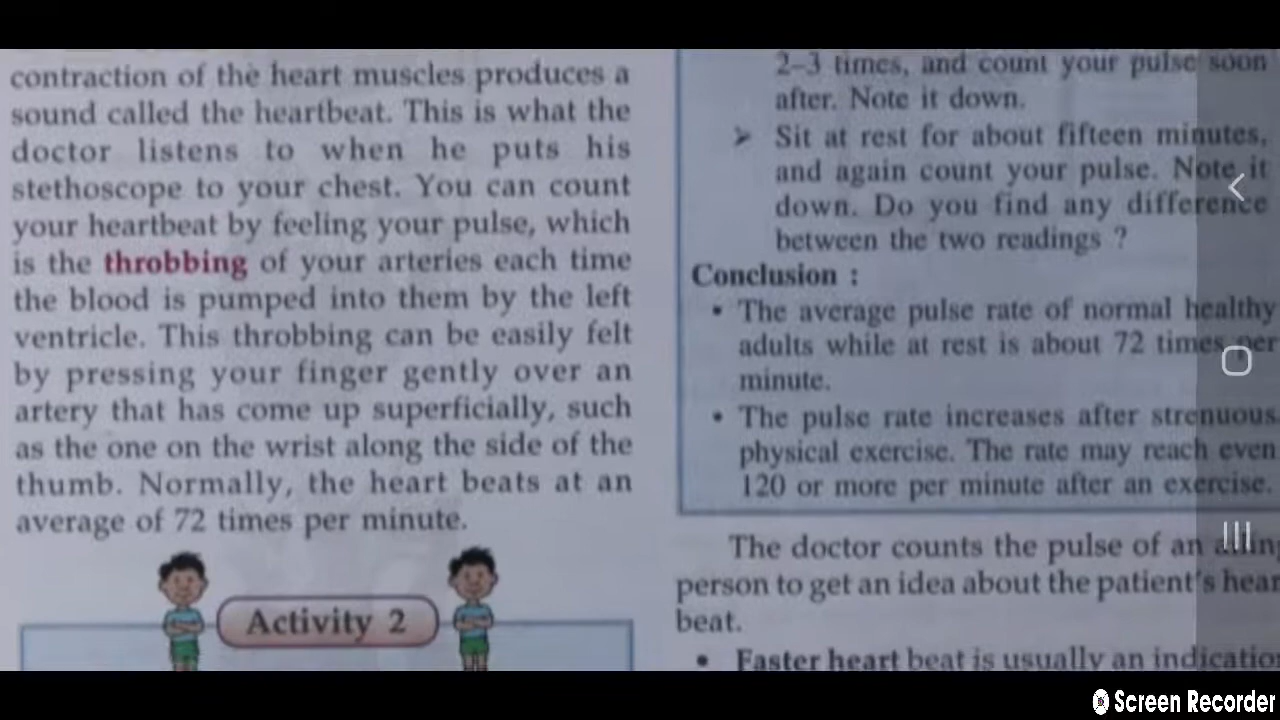 contraction of the heart muscles produces a
sound called the heartbeat. This is what the
doctor listens to when he puts his
stethoscope to your chest. You can count
your heartbeat by feeling your pulse, which
is the throbbing of your arteries each time
the blood is pumped into them by the left
ventricle. This throbbing can be easily felt
by pressing your finger gently over an
artery that has come up superficially, such
as the one on the wrist along the side of the
thumb. Normally, the heart beats at an
average of 72 times per minute.
Activity 2
2–3 times, and count your pulse soon
after. Note it down.
➢ Sit at rest for about fifteen minutes,
and again count your pulse. Note it
down. Do you find any difference
between the two readings ?
Conclusion :
• The average pulse rate of normal healthy
adults while at rest is about 72 times per
minute.
• The pulse rate increases after strenuous
physical exercise. The rate may reach even
120 or more per minute after an exercise.
The doctor counts the pulse of an
person to get an idea about the patient's hear
beat.
• Faster heart beat is usually an indicatio
Screen Recorder